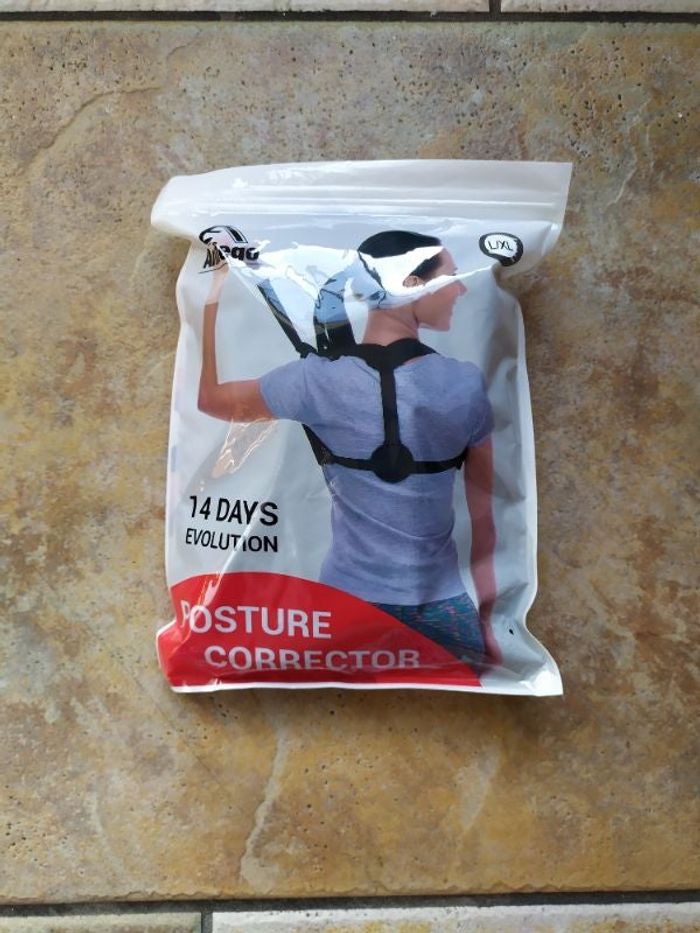 L/XL
14 DAYS
EVOLUTION
POSTURE
CORRECTOR